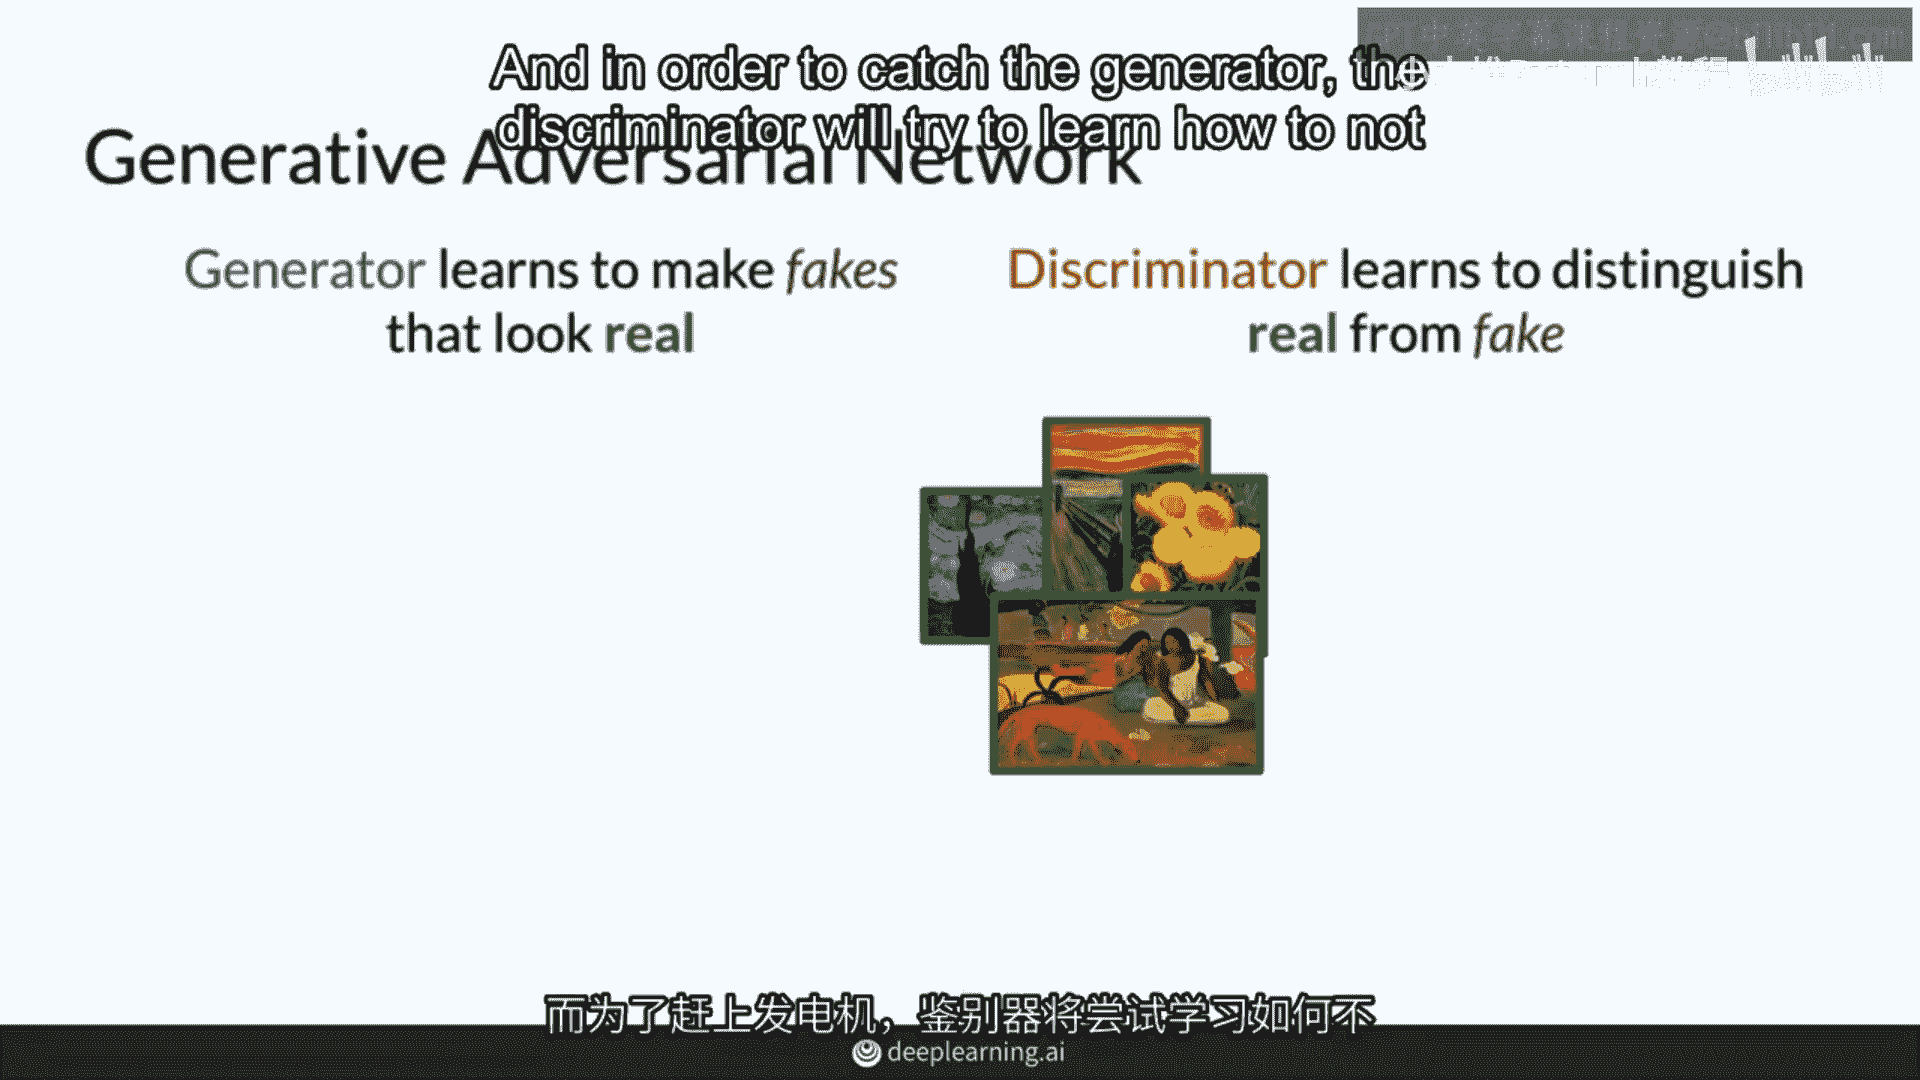 And in order to catch the generator, the
discriminator will try to learn how to not
Generative Adversarial Network
Generator learns to make fakes
that look real
Discriminator learns to distinguish
real from fake
而为了赶上发电机，鉴别器将尝试学习如何不
deeplearning.ai